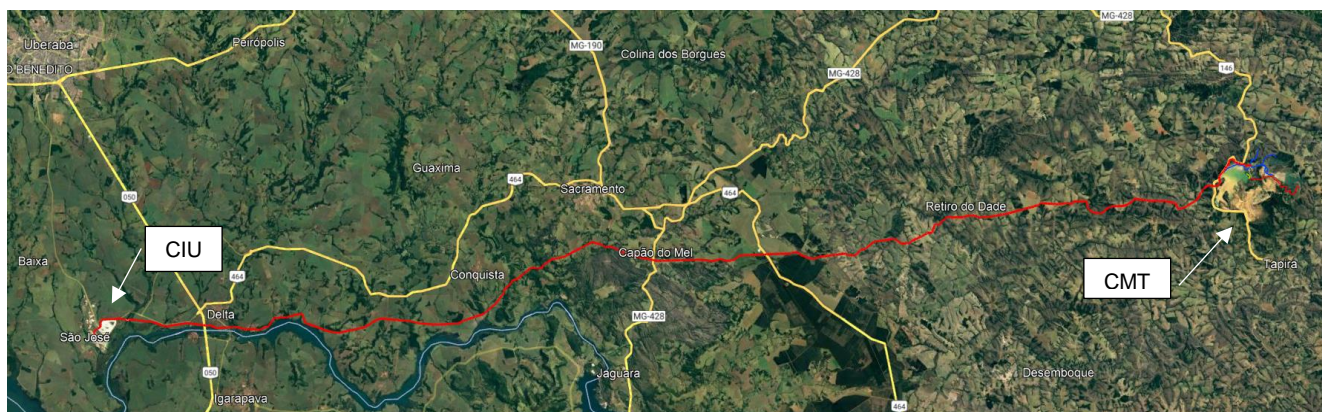 MG-428
Uberaba
Peirópolis
MG-190
Colina dos Borgues
O BENEDITO
MG-428
146
Guaxima
464
Sacramento
464
050
Retiro do Dade
CIU
Baixa
Capão do Mel
Tapira
464
Conquista
CMT
Delta
MG-428
São José
050
Jaguara
Desemboque
Igarapava
464